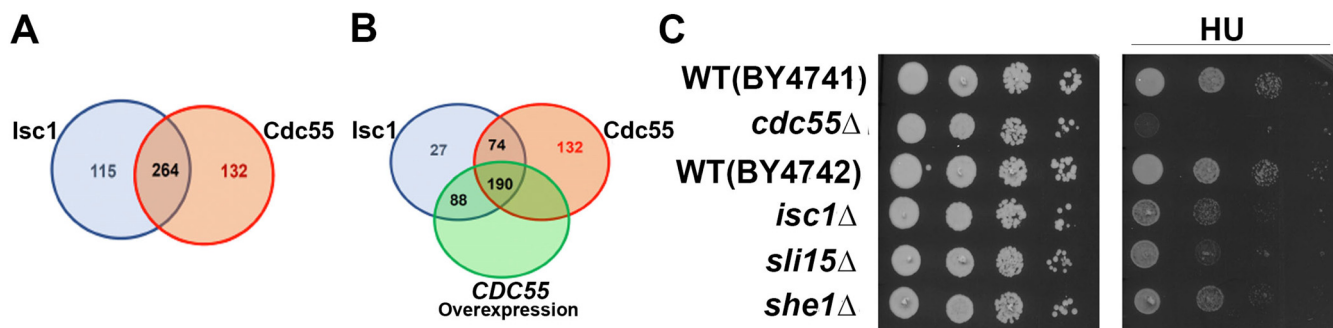 A
Isc1
115
264
132
Cdc55
B
Isc1
27
74
132
Cdc55
88
190
CDC55
Overexpression
C
HU
WT(BY4741)
cdc55Δ
WT(BY4742)
isc1Δ
sli15Δ
she1Δ